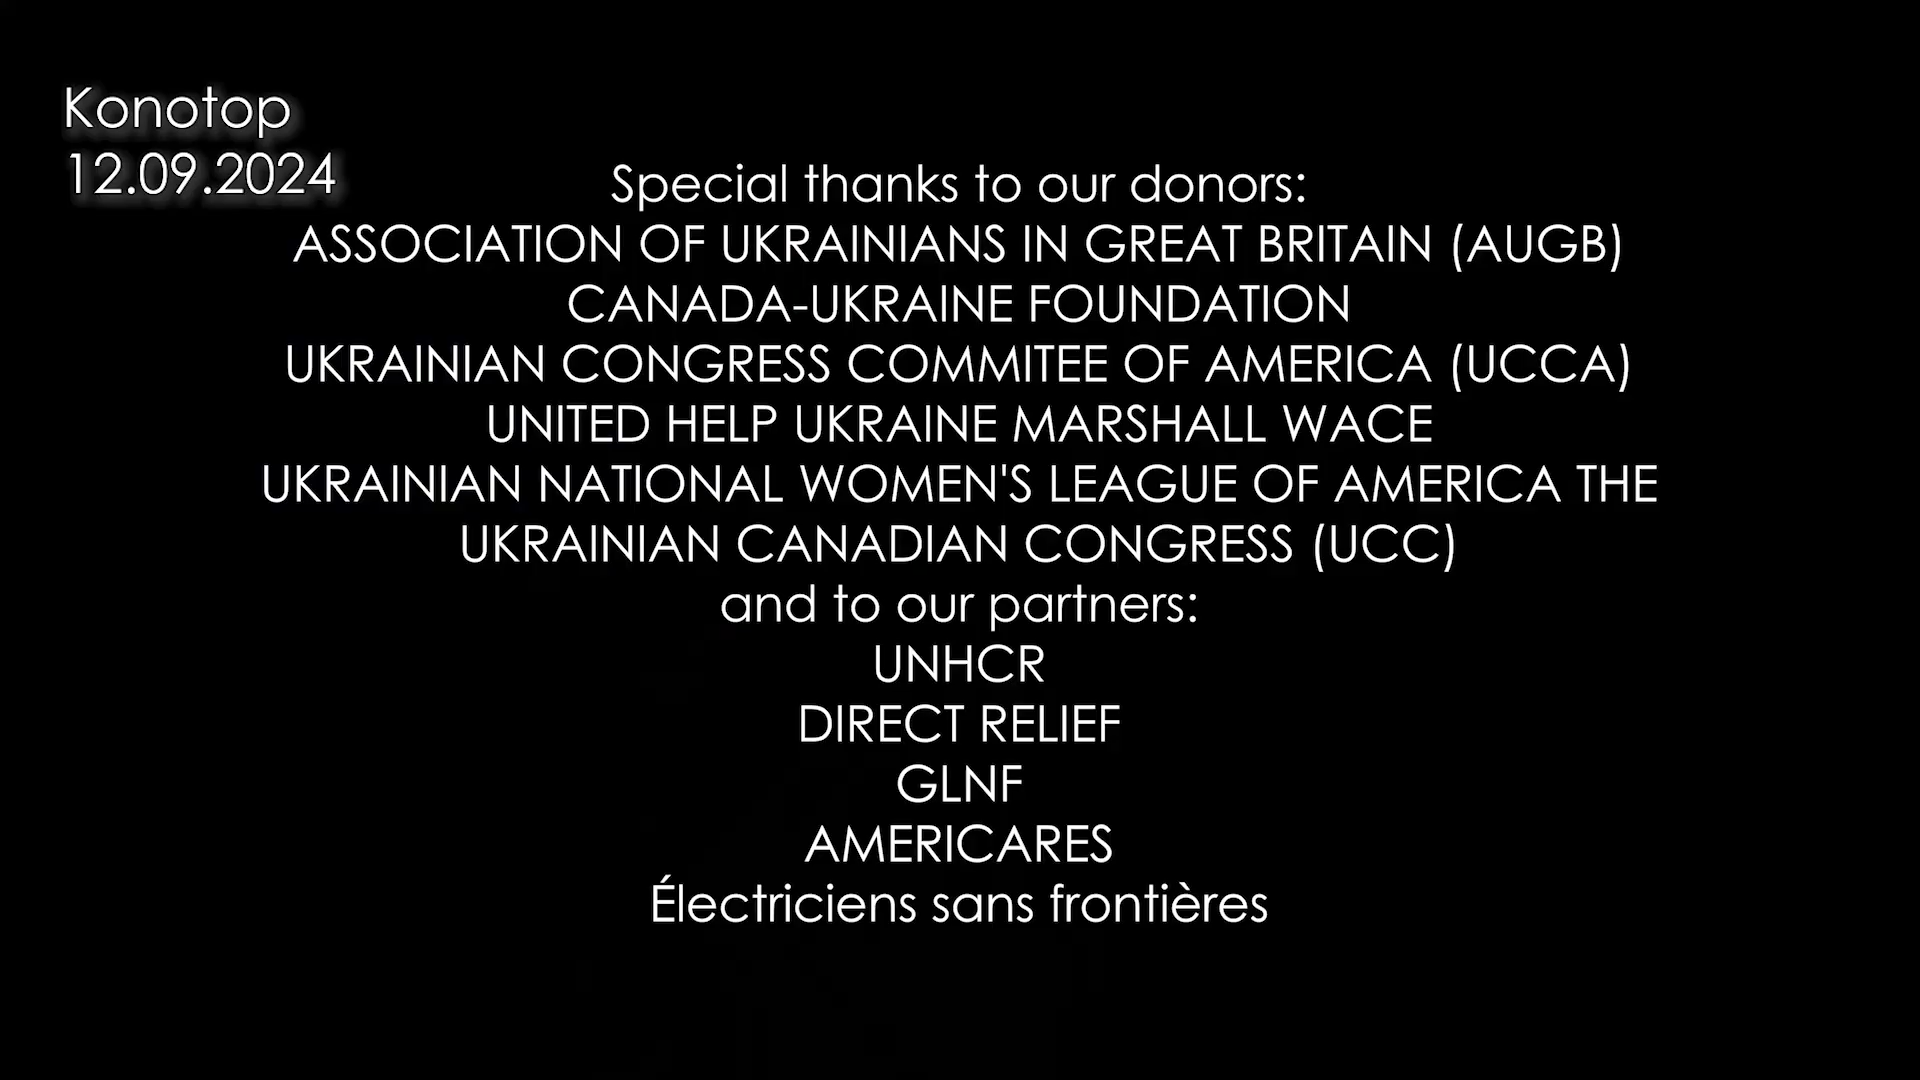 Konotop
12.09.2024
Special thanks to our donors:
ASSOCIATION OF UKRAINIANS IN GREAT BRITAIN (AUGB)
CANADA-UKRAINE FOUNDATION
UKRAINIAN CONGRESS COMMITEE OF AMERICA (UCCA)
UNITED HELP UKRAINE MARSHALL WACE
UKRAINIAN NATIONAL WOMEN'S LEAGUE OF AMERICA THE
UKRAINIAN CANADIAN CONGRESS (UCC)
and to our partners:
UNHCR
DIRECT RELIEF
GLNF
AMERICARES
Électriciens sans frontières